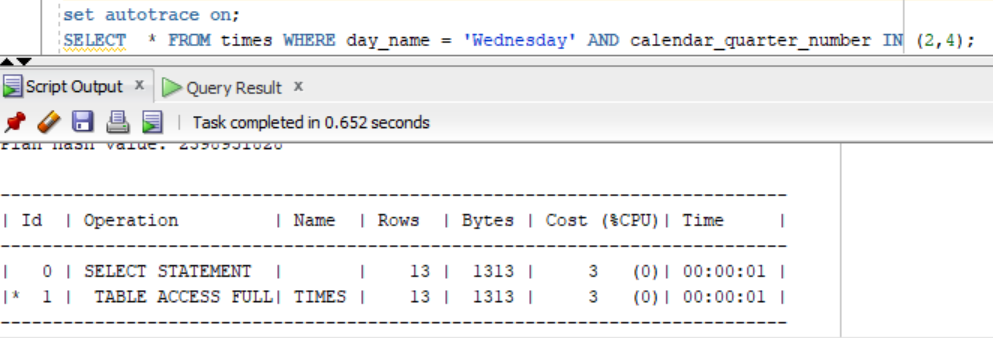 set autotrace on;
SELECT * FROM times WHERE day_name = 'Wednesday' AND calendar_quarter_number IN (2,4);
Script Output x Query Result x
Task completed in 0.652 seconds
Plan hash value:
--------------------------------------------------------------------------
| Id | Operation | Name | Rows | Bytes | Cost (%CPU)| Time |
--------------------------------------------------------------------------
| 0 | SELECT STATEMENT | | 13 | 1313 | 3 (0)| 00:00:01 |
|* 1 | TABLE ACCESS FULL| TIMES | 13 | 1313 | 3 (0)| 00:00:01 |
--------------------------------------------------------------------------